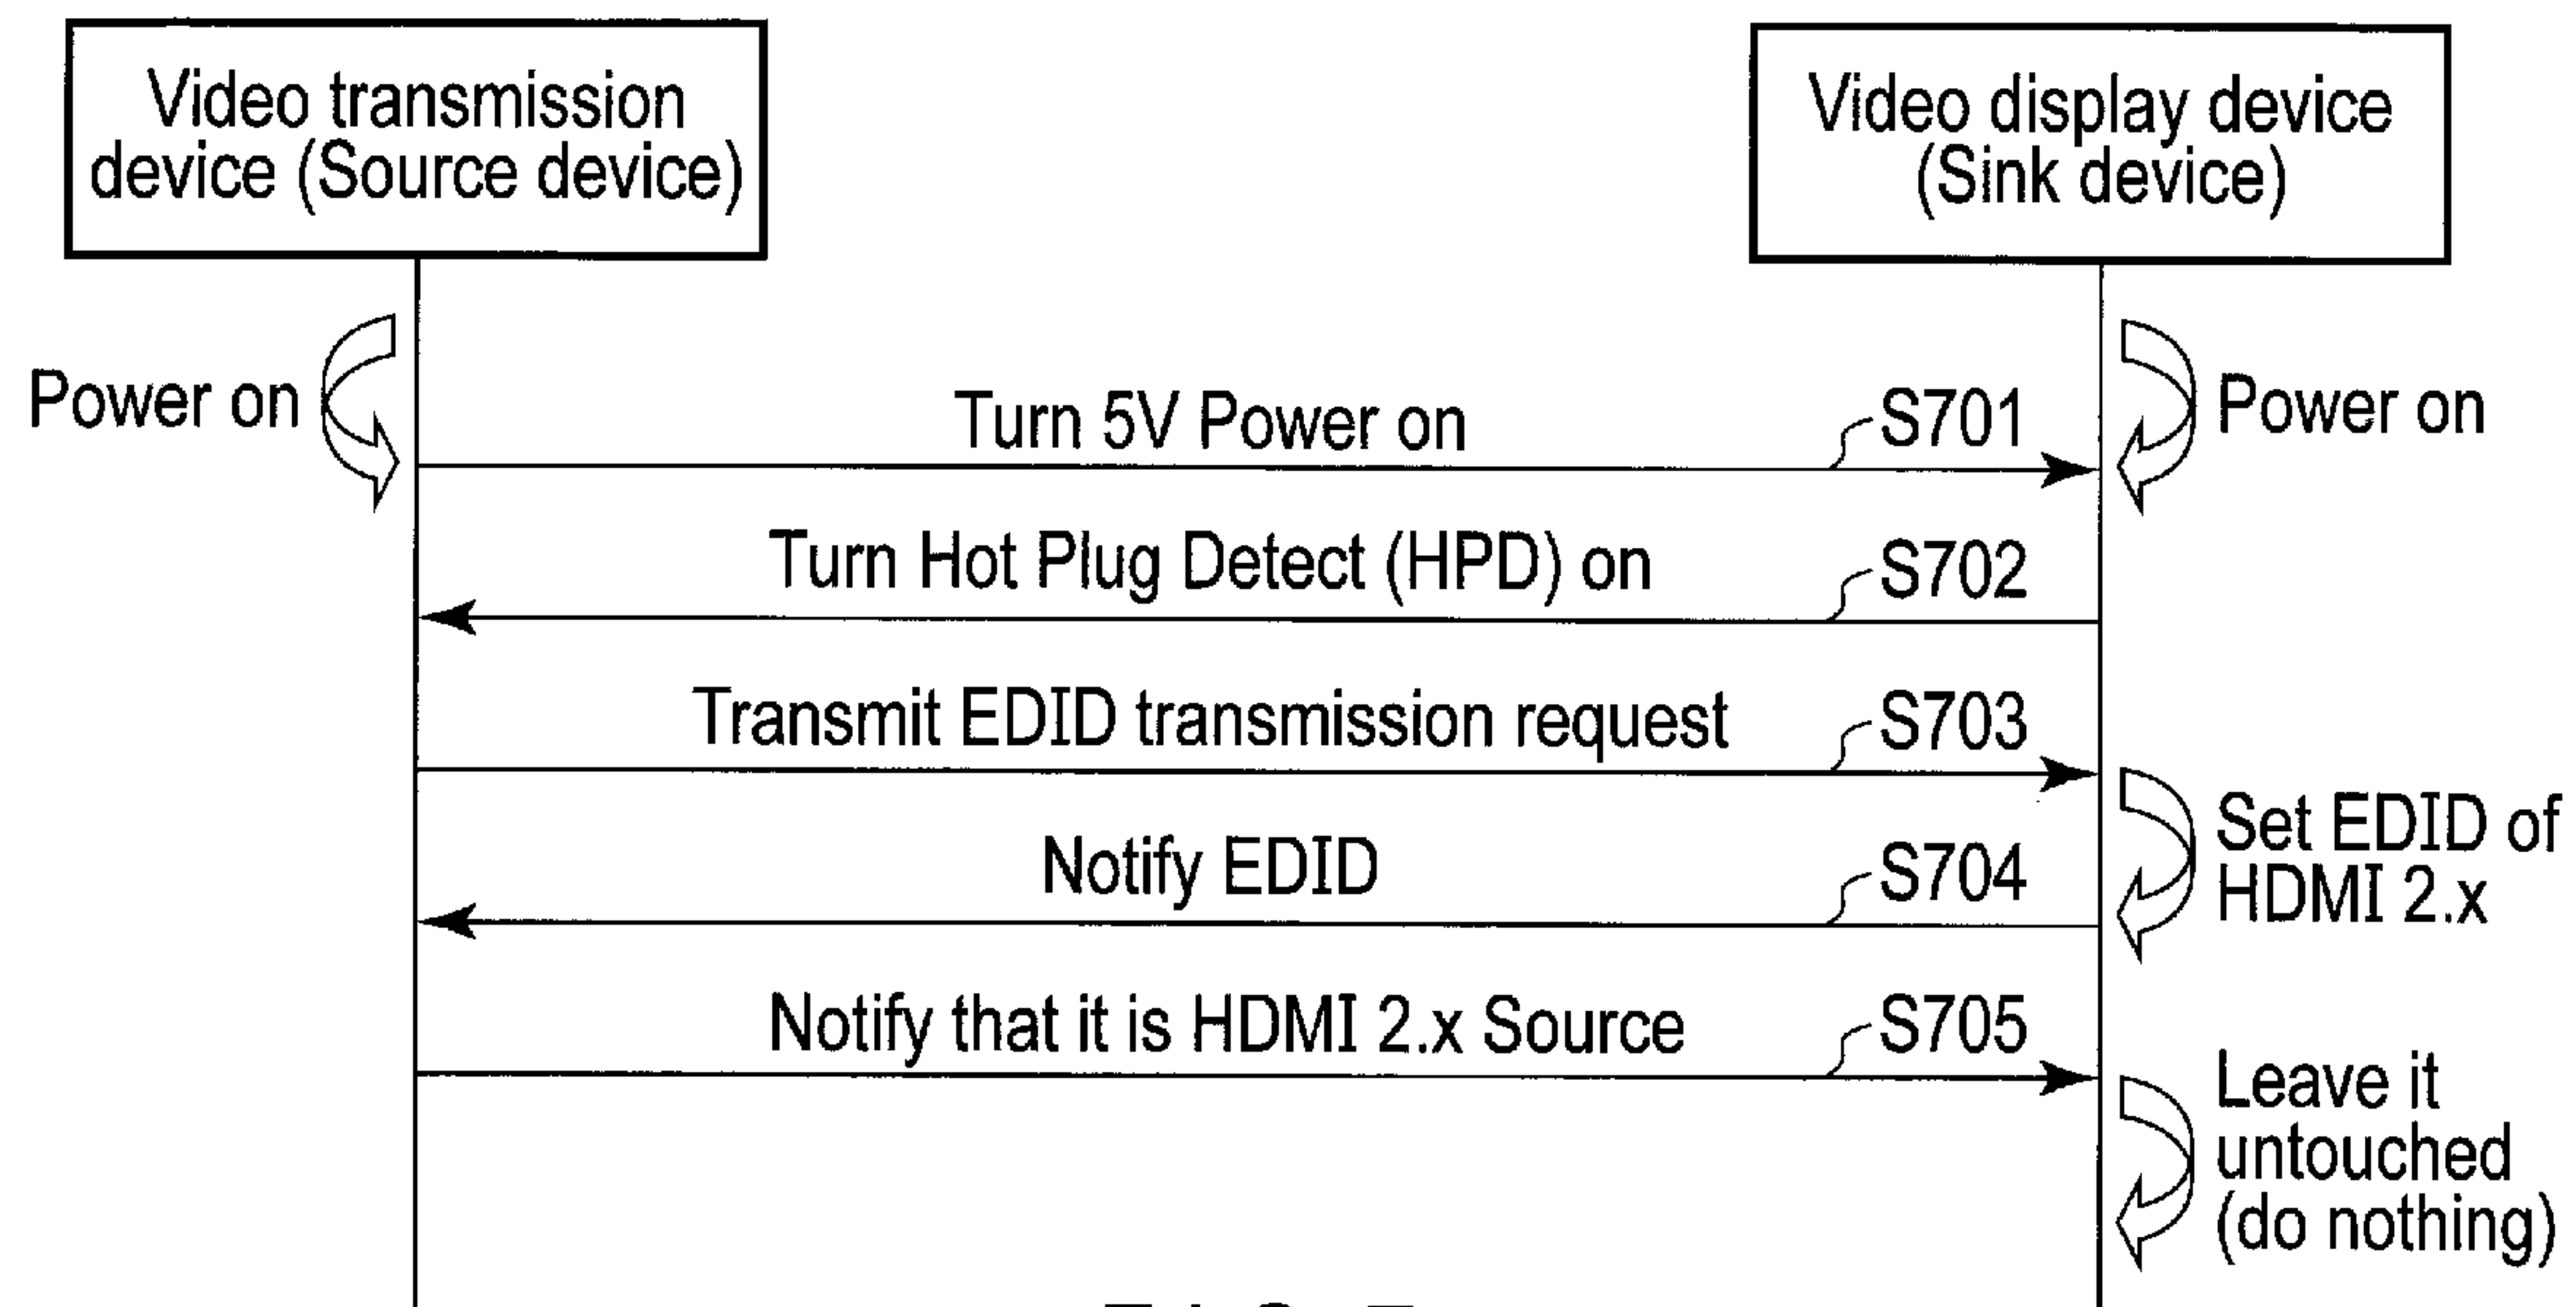 Video transmission
device (Source device)
Video display device
(Sink device)
Power on
Turn 5V Power on
S701
Power on
Turn Hot Plug Detect (HPD) on
S702
Transmit EDID transmission request
S703
Set EDID of
HDMI 2.x
Notify EDID
S704
Notify that it is HDMI 2.x Source
S705
Leave it
untouched
(do nothing)